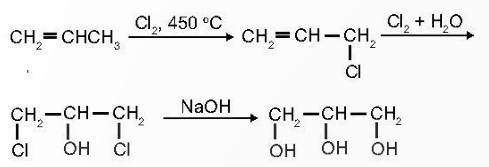 CH₂=CHCH₃ Cl₂, 450 °C CH₂=CH–CH₂ Cl₂ + H₂O
Cl
CH₂–CH–CH₂ NaOH CH₂–CH–CH₂
Cl OH Cl OH OH OH